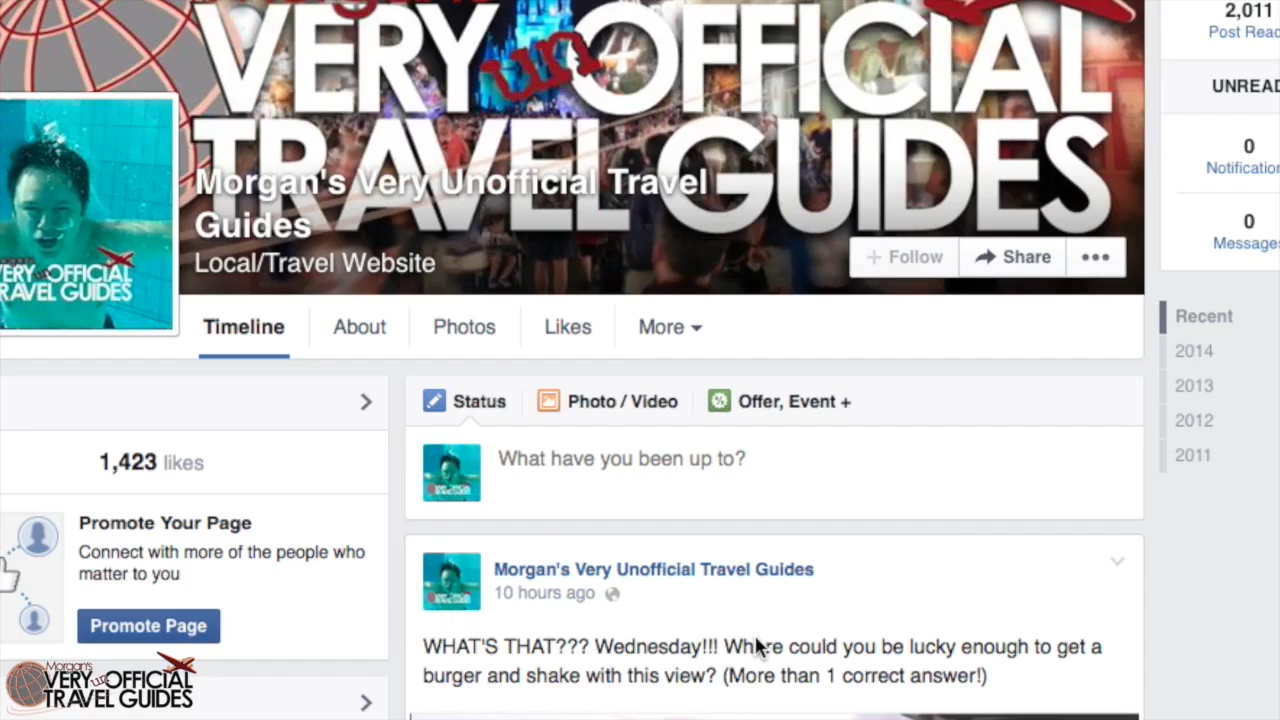 VERY un OFFICIAL
TRAVEL GUIDES
Morgan's Very Unofficial Travel
Guides
Local/Travel Website
+ Follow
Share
•••
VERY OFFICIAL
TRAVEL GUIDES
Timeline
About
Photos
Likes
More
2,011
Post Reac
UNREAD
0
Notification
0
Message
Recent
2014
2013
2012
2011
1,423 likes
Promote Your Page
Connect with more of the people who
matter to you
Promote Page
Status
Photo / Video
Offer, Event +
What have you been up to?
Morgan's Very Unofficial Travel Guides
10 hours ago
WHAT'S THAT??? Wednesday!!! Where could you be lucky enough to get a
burger and shake with this view? (More than 1 correct answer!)
Morgan's
VERY un OFFICIAL
TRAVEL GUIDES